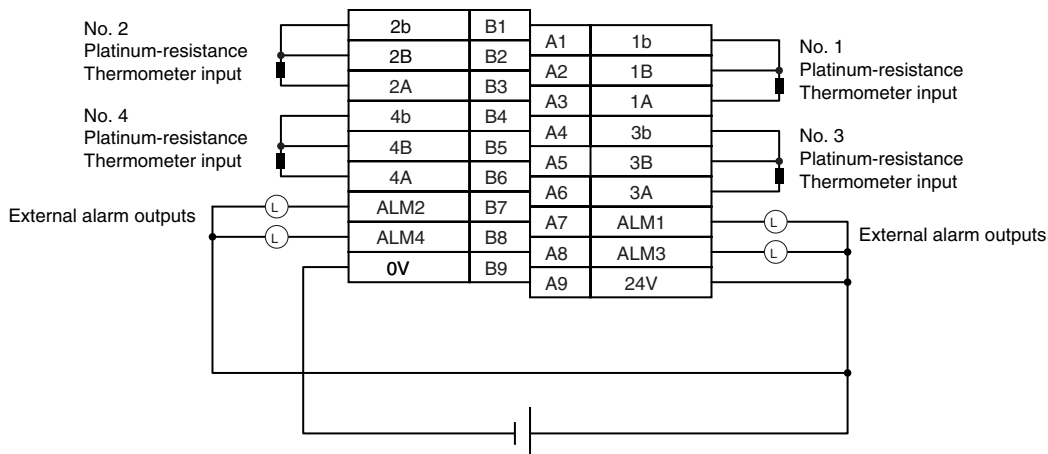 No. 2
Platinum-resistance
Thermometer input
No. 4
Platinum-resistance
Thermometer input
External alarm outputs
2b B1
2B B2
2A B3
4b B4
4B B5
4A B6
ALM2 B7
ALM4 B8
0V B9
A1 1b
A2 1B
A3 1A
A4 3b
A5 3B
A6 3A
A7 ALM1
A8 ALM3
A9 24V
L
L
L
L
No. 1
Platinum-resistance
Thermometer input
No. 3
Platinum-resistance
Thermometer input
External alarm outputs